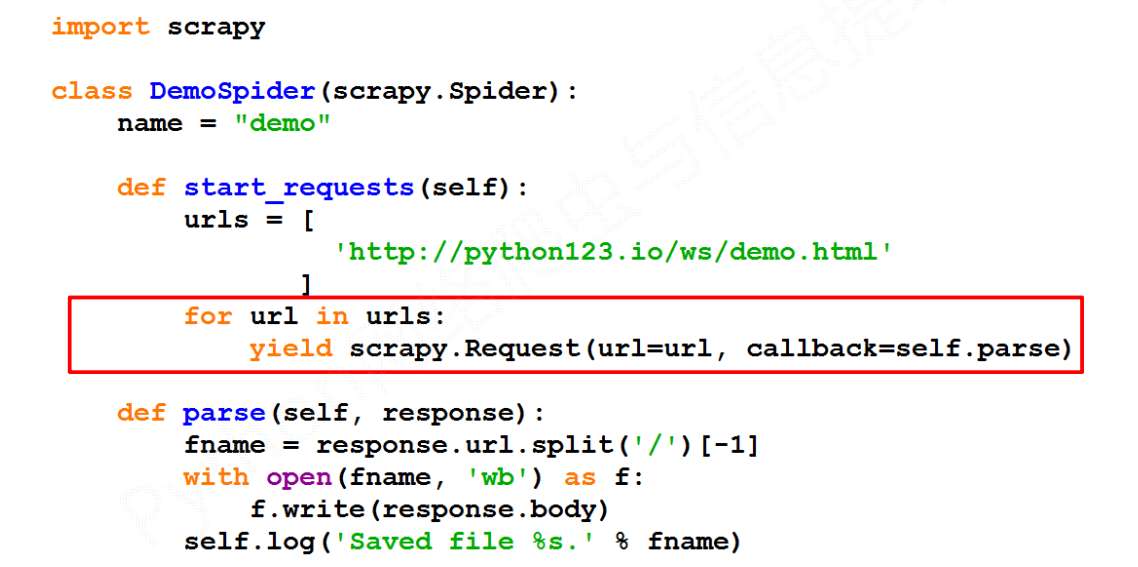 import scrapy
class DemoSpider(scrapy.Spider):
    name = "demo"
    def start_requests(self):
        urls = [
                 'http://python123.io/ws/demo.html'
               ]
        for url in urls:
            yield scrapy.Request(url=url, callback=self.parse)
    def parse(self, response):
        fname = response.url.split('/')[-1]
        with open(fname, 'wb') as f:
            f.write(response.body)
        self.log('Saved file %s.' % fname)